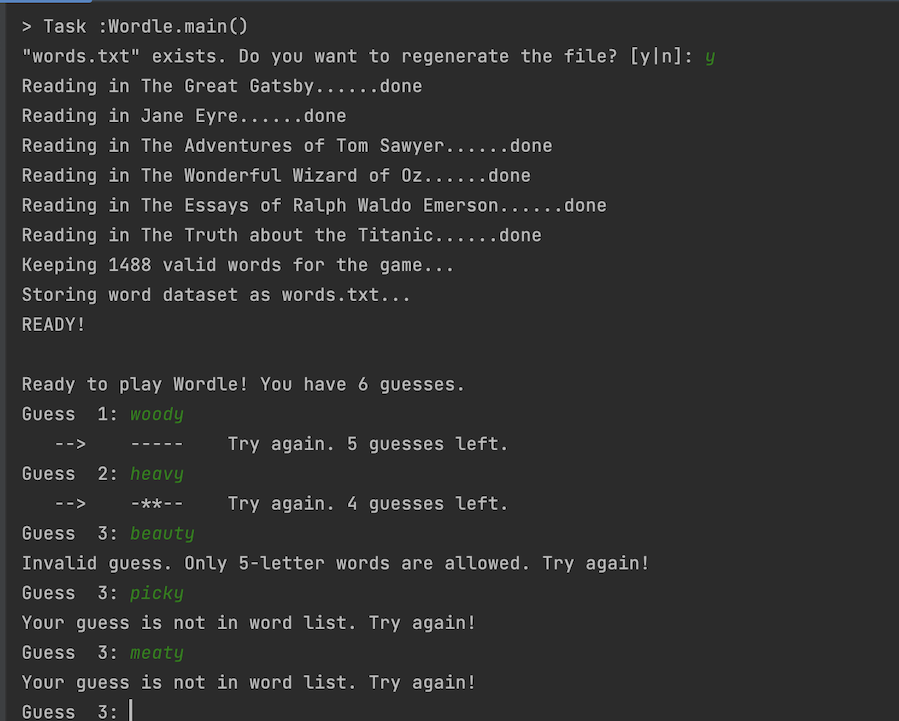 > Task :Wordle.main()
"words.txt" exists. Do you want to regenerate the file? [y|n]: y
Reading in The Great Gatsby......done
Reading in Jane Eyre......done
Reading in The Adventures of Tom Sawyer......done
Reading in The Wonderful Wizard of Oz......done
Reading in The Essays of Ralph Waldo Emerson......done
Reading in The Truth about the Titanic......done
Keeping 1488 valid words for the game...
Storing word dataset as words.txt...
READY!

Ready to play Wordle! You have 6 guesses.
Guess  1: woody
   -->    -----    Try again. 5 guesses left.
Guess  2: heavy
   -->    -**--    Try again. 4 guesses left.
Guess  3: beauty
Invalid guess. Only 5-letter words are allowed. Try again!
Guess  3: picky
Your guess is not in word list. Try again!
Guess  3: meaty
Your guess is not in word list. Try again!
Guess  3: